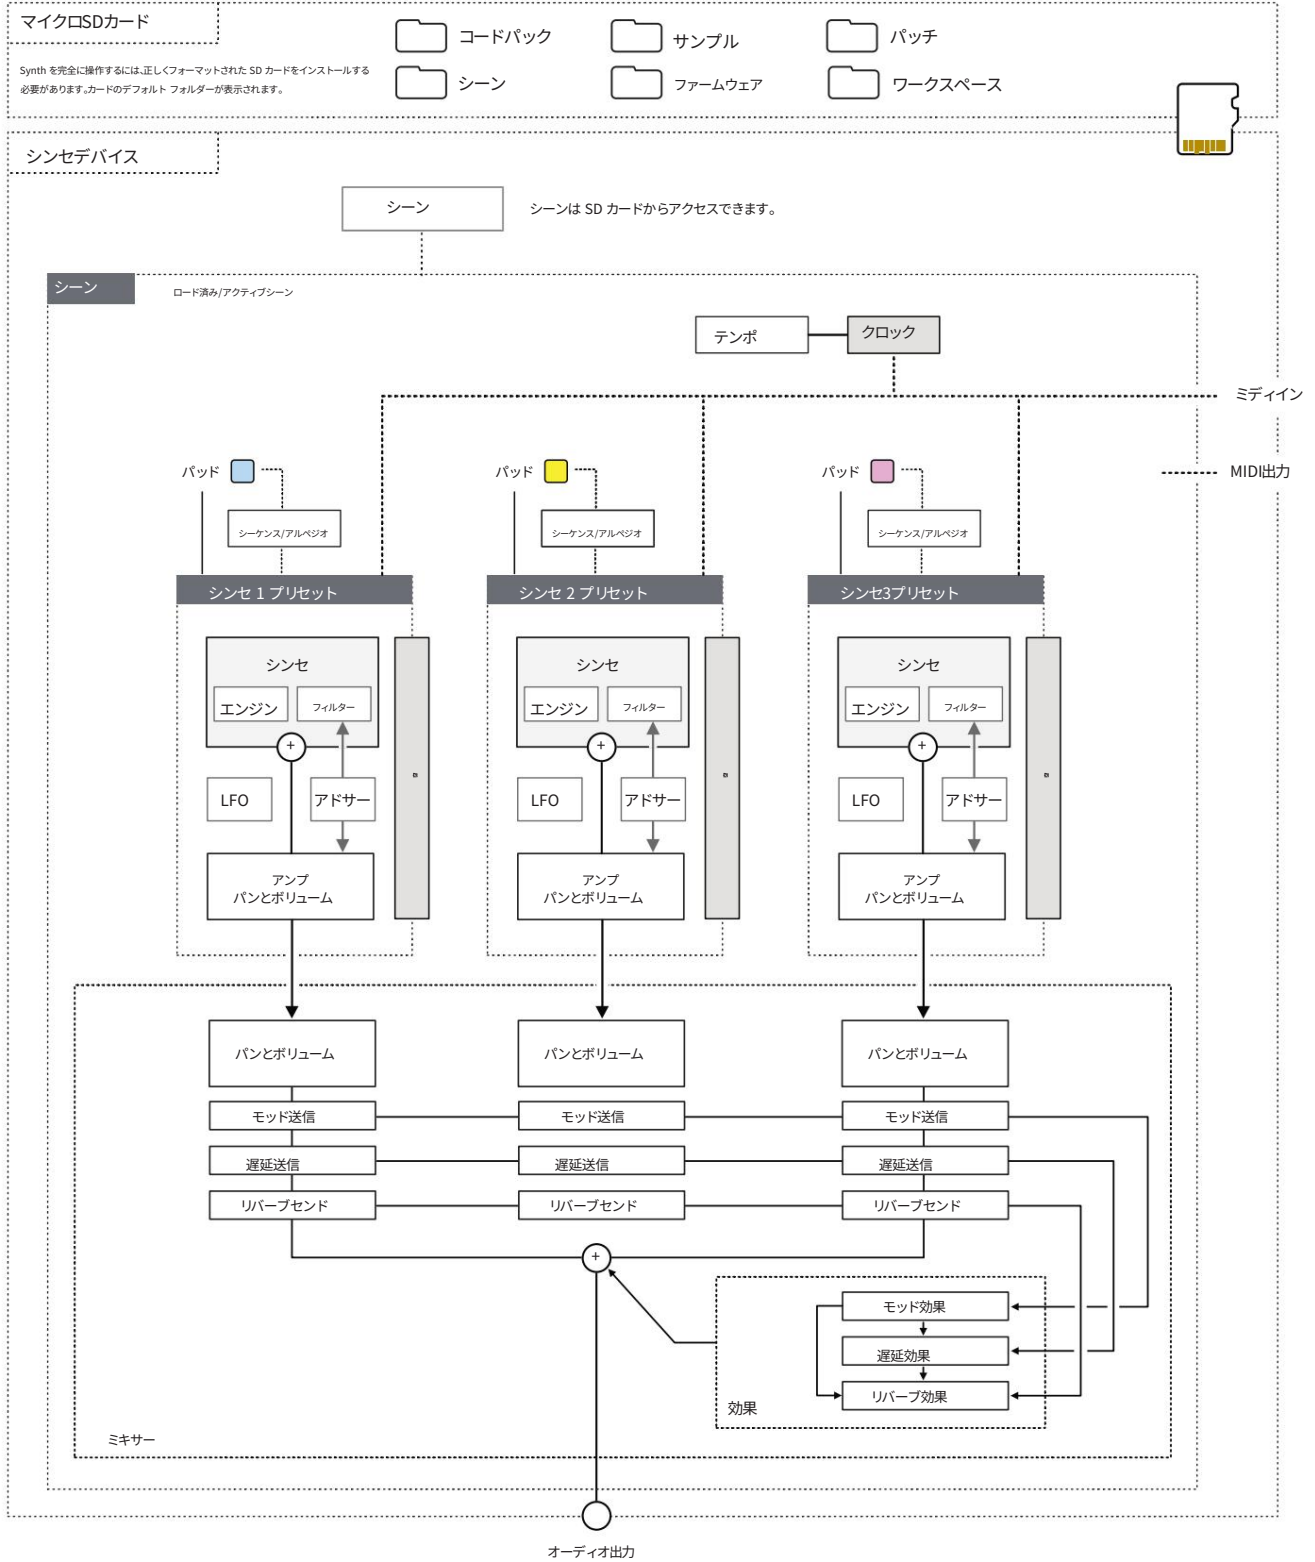 マイクロSDカード
コードパック
サンプル
パッチ
Synth を完全に操作するには、正しくフォーマットされた SD カードをインストールする
必要があります。カードのデフォルト フォルダーが表示されます。
シーン
ファームウェア
ワークスペース
シンセデバイス
シーン
シーンは SD カードからアクセスできます。
シーン
ロード済み/アクティブシーン
テンポ
クロック
ミディイン
MIDI出力
パッド
パッド
パッド
シーケンス/アルペジオ
シーケンス/アルペジオ
シーケンス/アルペジオ
シンセ 1 プリセット
シンセ 2 プリセット
シンセ3プリセット
シンセ
シンセ
シンセ
エンジン
フィルター
エンジン
フィルター
エンジン
フィルター
+
+
+
LFO
アドサー
LFO
アドサー
LFO
アドサー
アンプ
パンとボリューム
アンプ
パンとボリューム
アンプ
パンとボリューム
パンとボリューム
パンとボリューム
パンとボリューム
モッド送信
モッド送信
モッド送信
遅延送信
遅延送信
遅延送信
リバーブセンド
リバーブセンド
リバーブセンド
+
モッド効果
遅延効果
リバーブ効果
効果
ミキサー
オーディオ出力